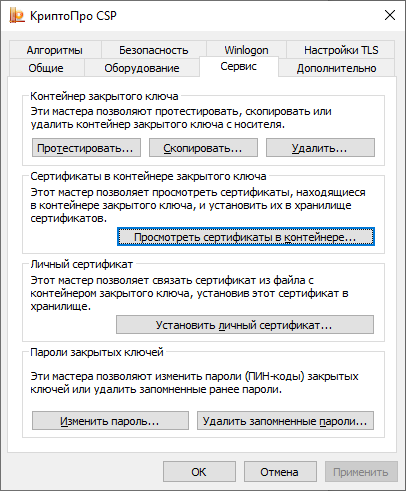 КриптоПро CSP
Алгоритмы Безопасность Winlogon Настройки TLS
Общие Оборудование Сервис Дополнительно
Контейнер закрытого ключа
Эти мастера позволяют протестировать, скопировать или
удалить контейнер закрытого ключа с носителя.
Протестировать... Скопировать... Удалить...
Сертификаты в контейнере закрытого ключа
Этот мастер позволяет просмотреть сертификаты, находящиеся
в контейнере закрытого ключа, и установить их в хранилище
сертификатов.
Просмотреть сертификаты в контейнере...
Личный сертификат
Этот мастер позволяет связать сертификат из файла с
контейнером закрытого ключа, установив этот сертификат в
хранилище.
Установить личный сертификат...
Пароли закрытых ключей
Эти мастера позволяют изменить пароли (ПИН-коды) закрытых
ключей или удалить запомненные ранее пароли.
Изменить пароль... Удалить запомненные пароли...
ОК Отмена Применить